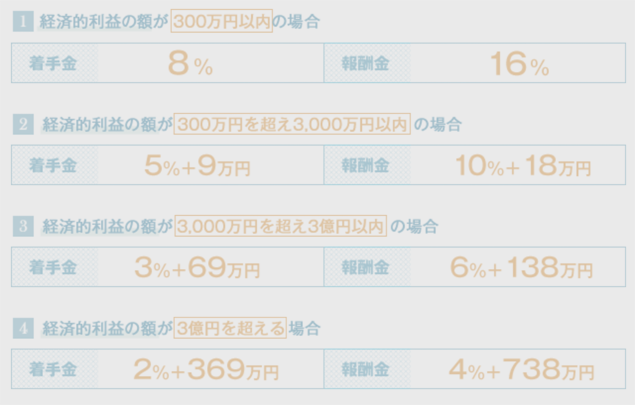 1 経済的利益の額が 300万円以内の場合
着手金 8% 報酬金 16%
2 経済的利益の額が 300万円を超え3,000万円以内 の場合
着手金 5%+9万円 報酬金 10%+18万円
3 経済的利益の額が 3,000万円を超え3億円以内 の場合
着手金 3%+69万円 報酬金 6%+138万円
4 経済的利益の額が 3億円を超える 場合
着手金 2%+369万円 報酬金 4%+738万円